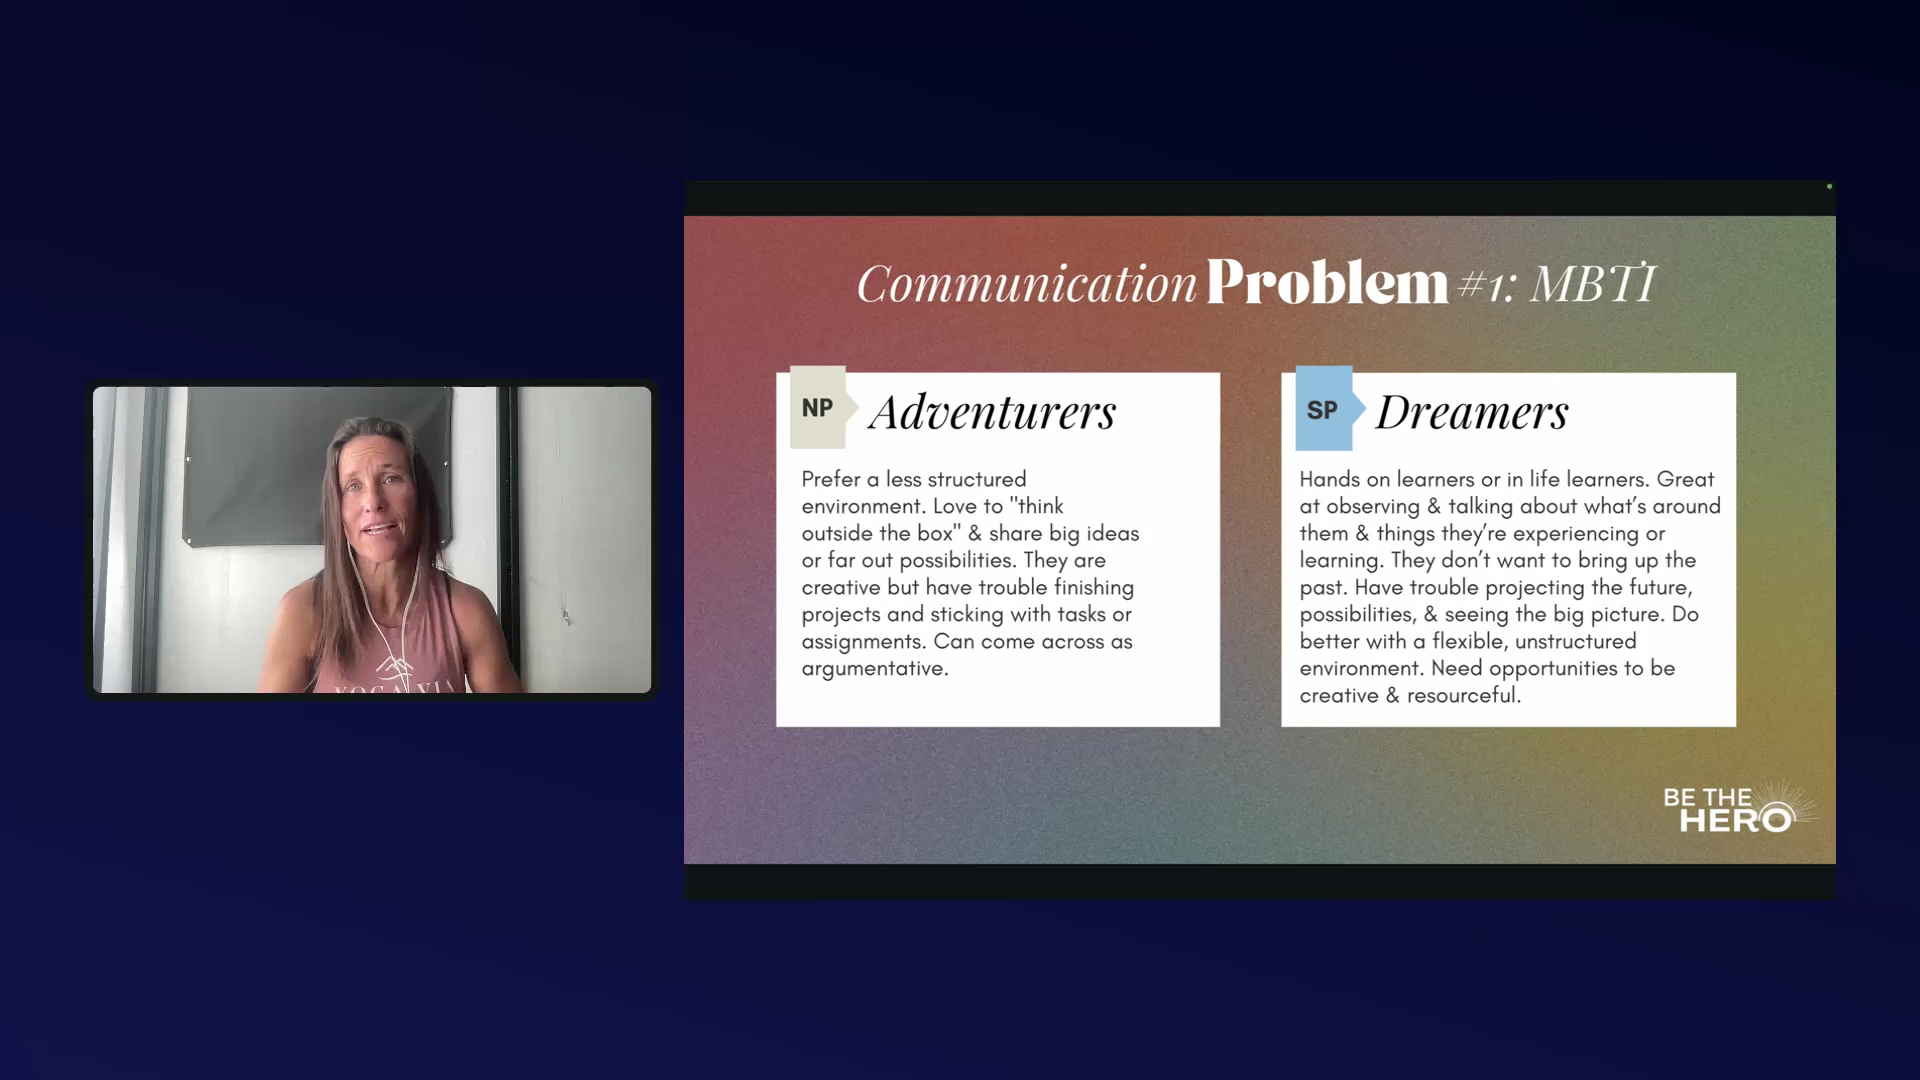 Communication Problem #1: MBTI
NP
Adventurers
Prefer a less structured
environment. Love to "think
outside the box" & share big ideas
or far out possibilities. They are
creative but have trouble finishing
projects and sticking with tasks or
assignments. Can come across as
argumentative.
SP
Dreamers
Hands on learners or in life learners. Great
at observing & talking about what’s around
them & things they’re experiencing or
learning. They don’t want to bring up the
past. Have trouble projecting the future,
possibilities, & seeing the big picture. Do
better with a flexible, unstructured
environment. Need opportunities to be
creative & resourceful.
BE THE
HERO
YOGA VIA